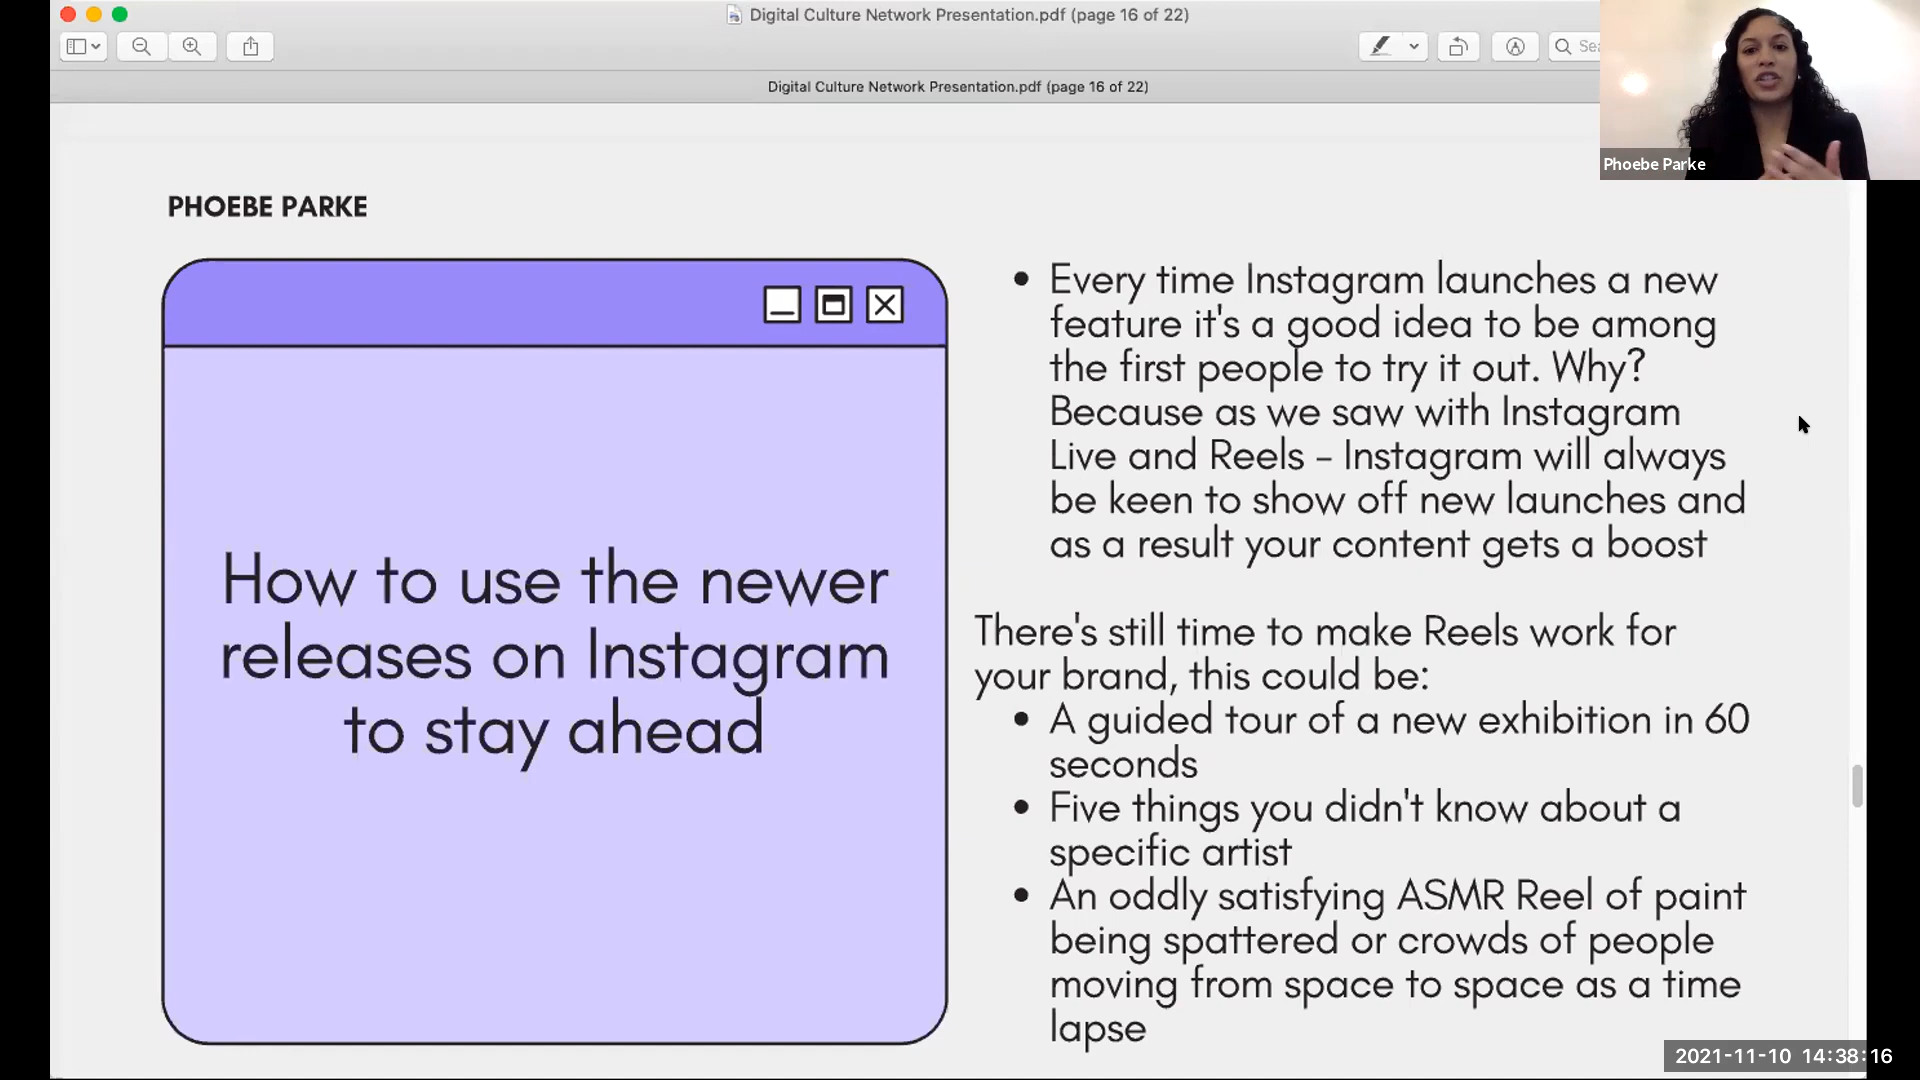 Digital Culture Network Presentation.pdf (page 16 of 22)
Digital Culture Network Presentation.pdf (page 16 of 22)
Phoebe Parke
PHOEBE PARKE
How to use the newer
releases on Instagram
to stay ahead
• Every time Instagram launches a new
feature it's a good idea to be among
the first people to try it out. Why?
Because as we saw with Instagram
Live and Reels - Instagram will always
be keen to show off new launches and
as a result your content gets a boost
There's still time to make Reels work for
your brand, this could be:
• A guided tour of a new exhibition in 60
seconds
• Five things you didn't know about a
specific artist
• An oddly satisfying ASMR Reel of paint
being spattered or crowds of people
moving from space to space as a time
lapse
2021-11-10 14:38:16